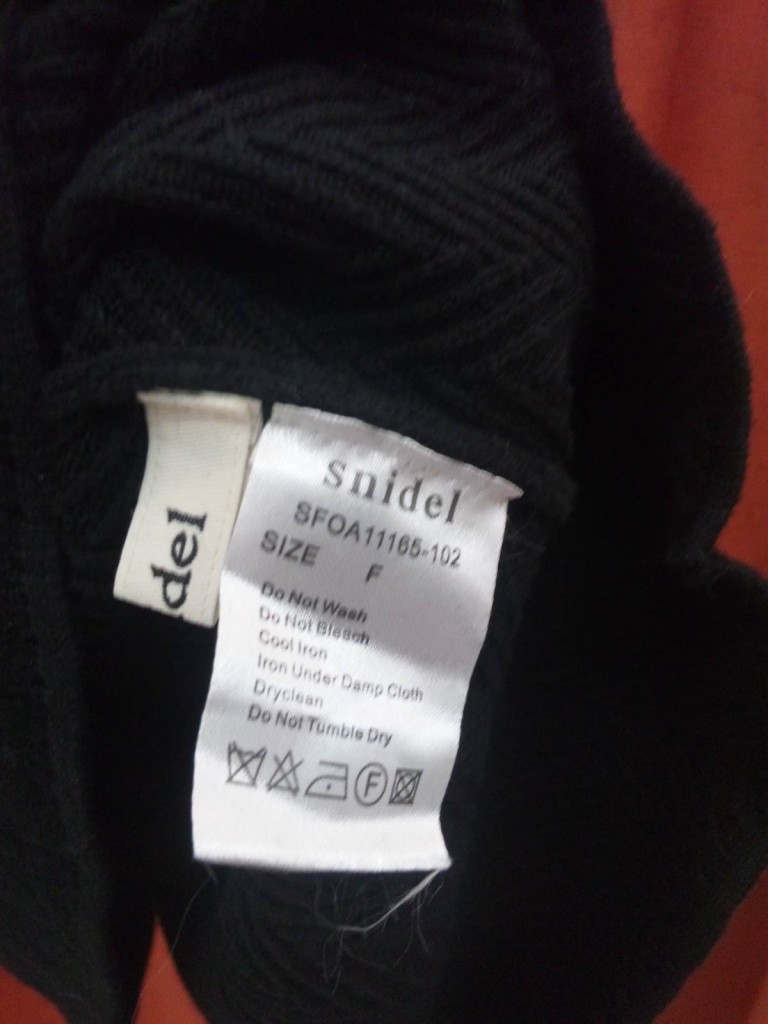 del
snidel
SFOA11165-102
SIZE F
Do Not Wash
Do Not Bleach
Cool Iron
Iron Under Damp Cloth
Dryclean
Do Not Tumble Dry
F